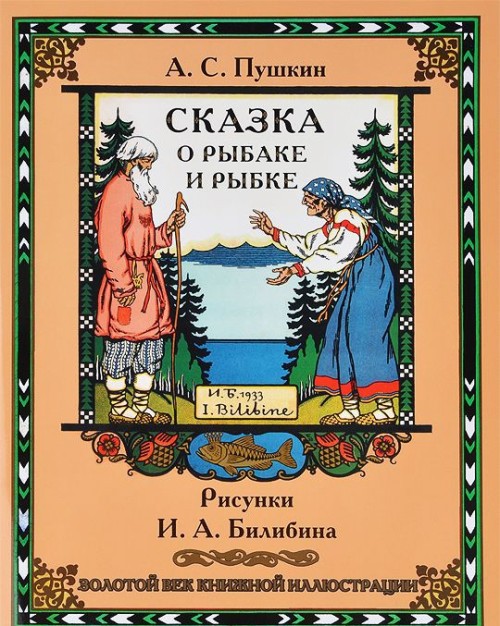 А. С. Пушкин
СКАЗКА
О РЫБАКЕ
И РЫБКЕ
И.Б. 1933
I. Bilibine
Рисунки
И. А. Билибина
ЗОЛОТОЙ ВЕК КНИЖНОЙ ИЛЛЮСТРАЦИИ